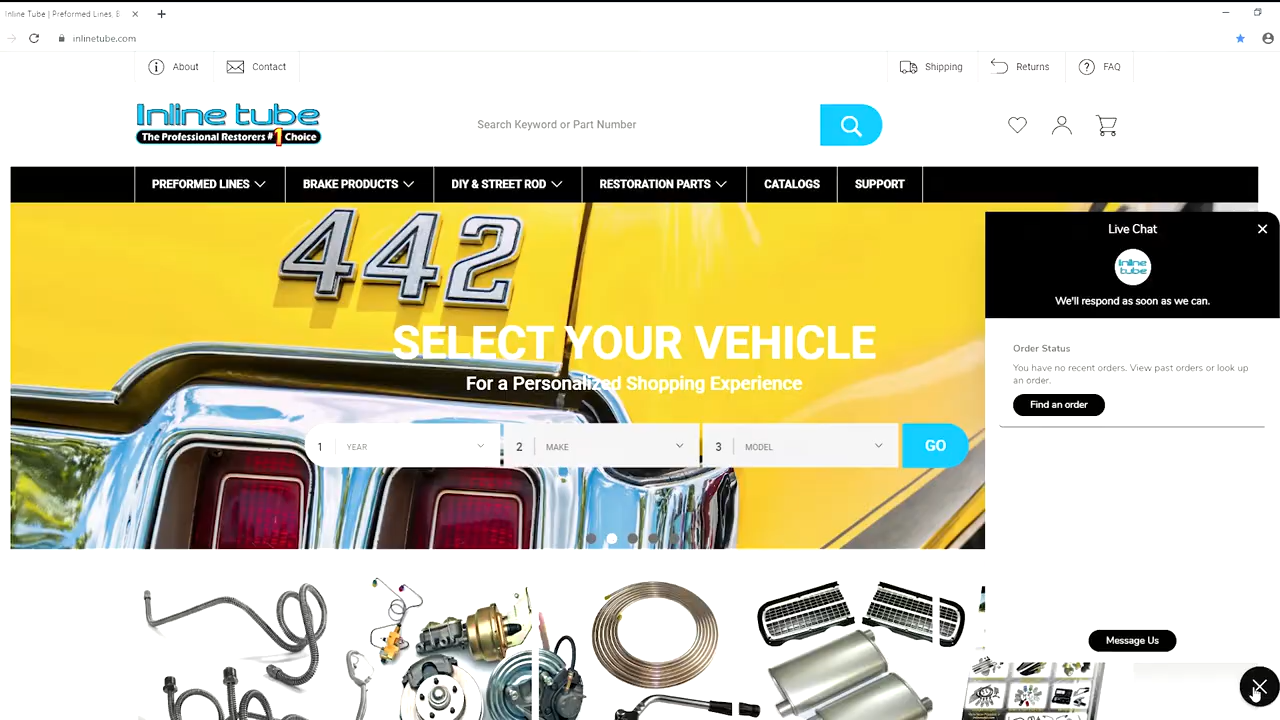 Inline Tube | Preformed Lines, E
inlinetube.com
About
Contact
Shipping
Returns
FAQ
Inline tube
The Professional Restorers #1 Choice
Search Keyword or Part Number
PREFORMED LINES
BRAKE PRODUCTS
DIY & STREET ROD
RESTORATION PARTS
CATALOGS
SUPPORT
442
SELECT YOUR VEHICLE
For a Personalized Shopping Experience
1 YEAR
2 MAKE
3 MODEL
GO
Live Chat
Inline
tube
We'll respond as soon as we can.
Order Status
You have no recent orders. View past orders or look up
an order.
Find an order
Message Us